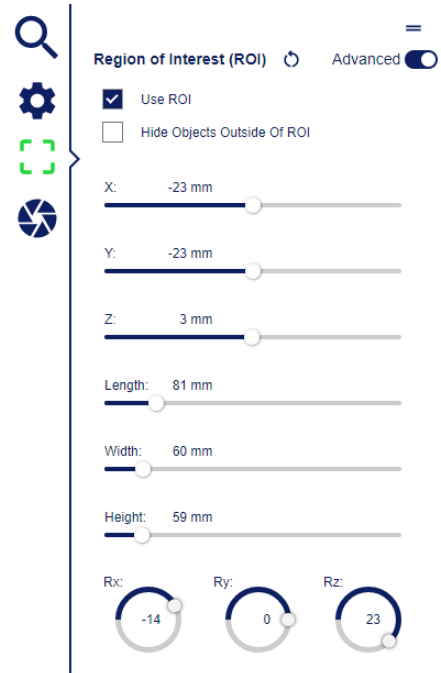 Region of Interest (ROI) Advanced
Use ROI
Hide Objects Outside Of ROI
X: -23 mm
Y: -23 mm
Z: 3 mm
Length: 81 mm
Width: 60 mm
Height: 59 mm
Rx: Ry: Rz:
-14 0 23